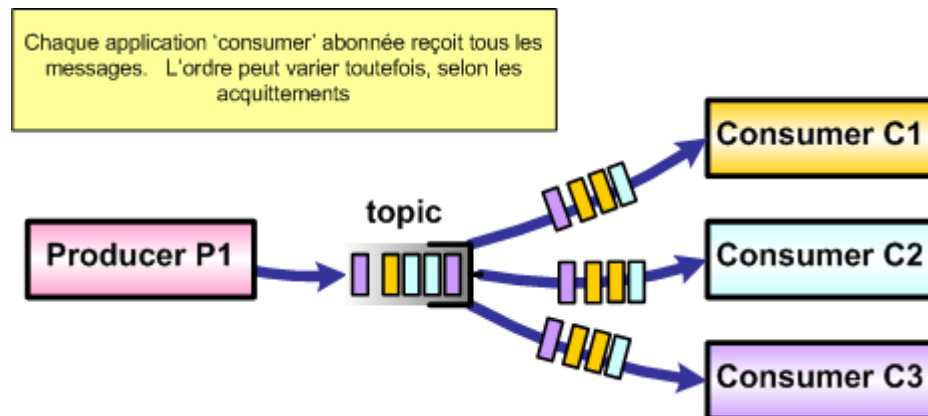 Chaque application ‘consumer’ abonnée reçoit tous les
messages. L’ordre peut varier toutefois, selon les
acquittements
Consumer C1
topic
Producer P1
Consumer C2
Consumer C3